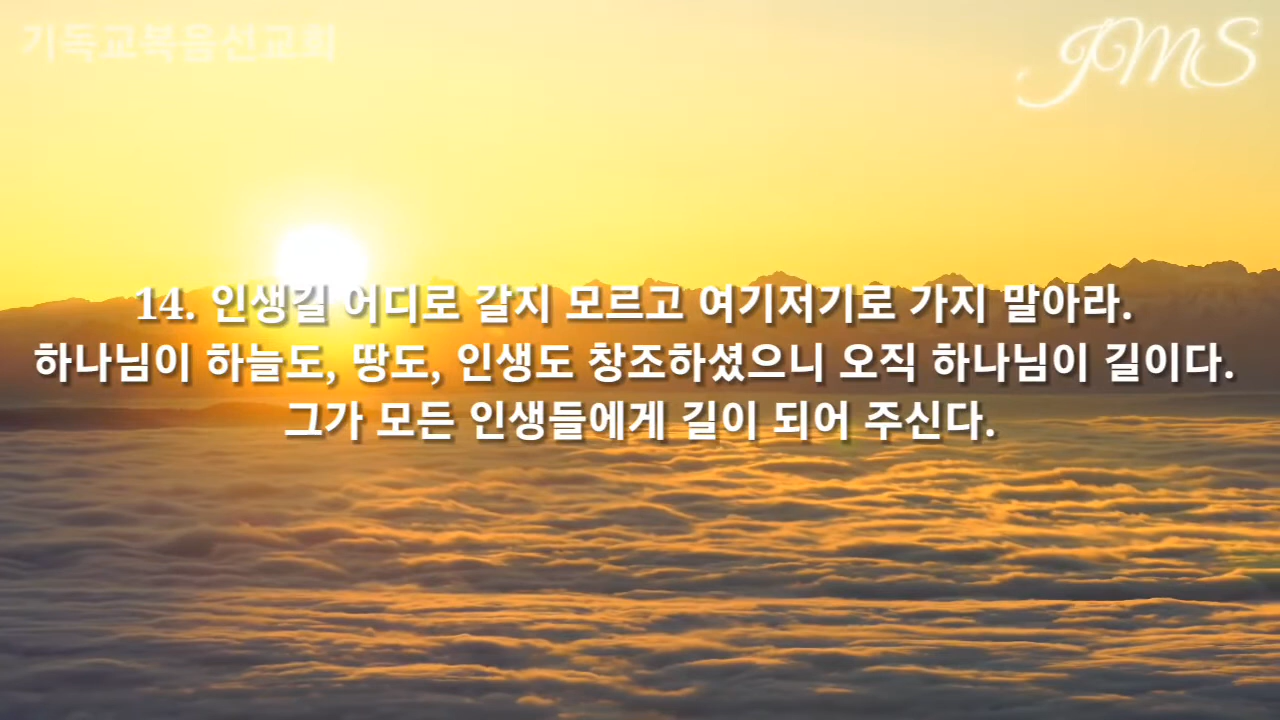 기독교복음선교회
JMS
14. 인생길 어디로 갈지 모르고 여기저기로 가지 말아라.
하나님이 하늘도, 땅도, 인생도 창조하셨으니 오직 하나님이 길이다.
그가 모든 인생들에게 길이 되어 주신다.